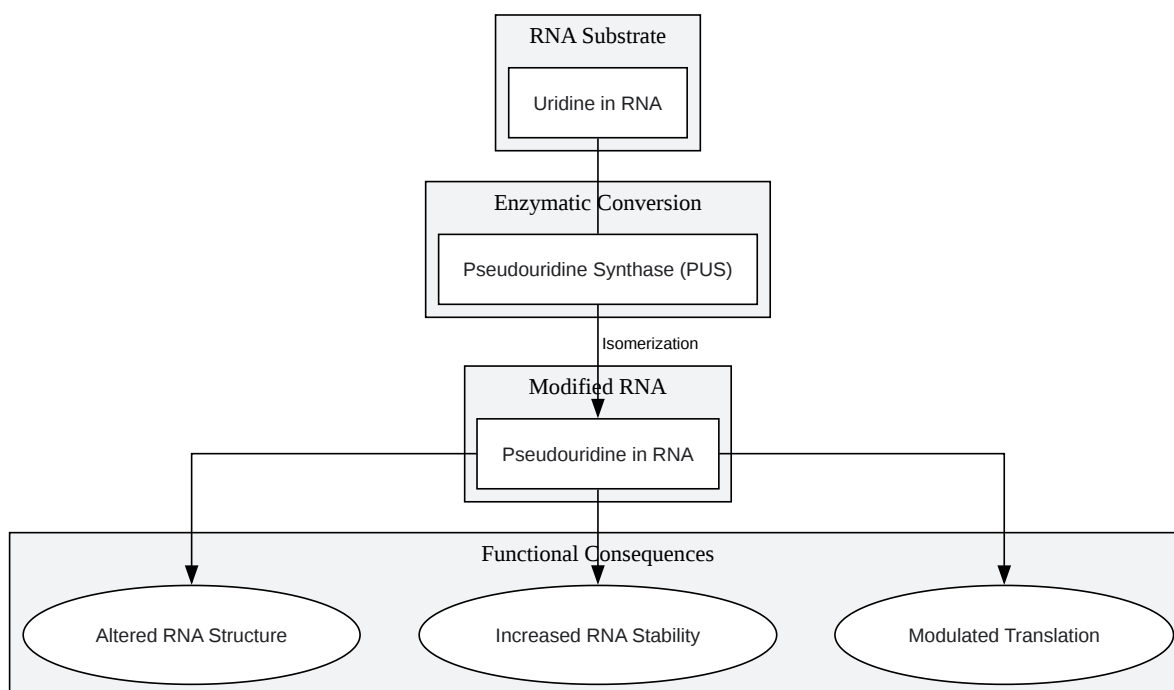 RNA Substrate
Uridine in RNA
Enzymatic Conversion
Pseudouridine Synthase (PUS)
Isomerization
Modified RNA
Pseudouridine in RNA
Functional Consequences
Altered RNA Structure
Increased RNA Stability
Modulated Translation